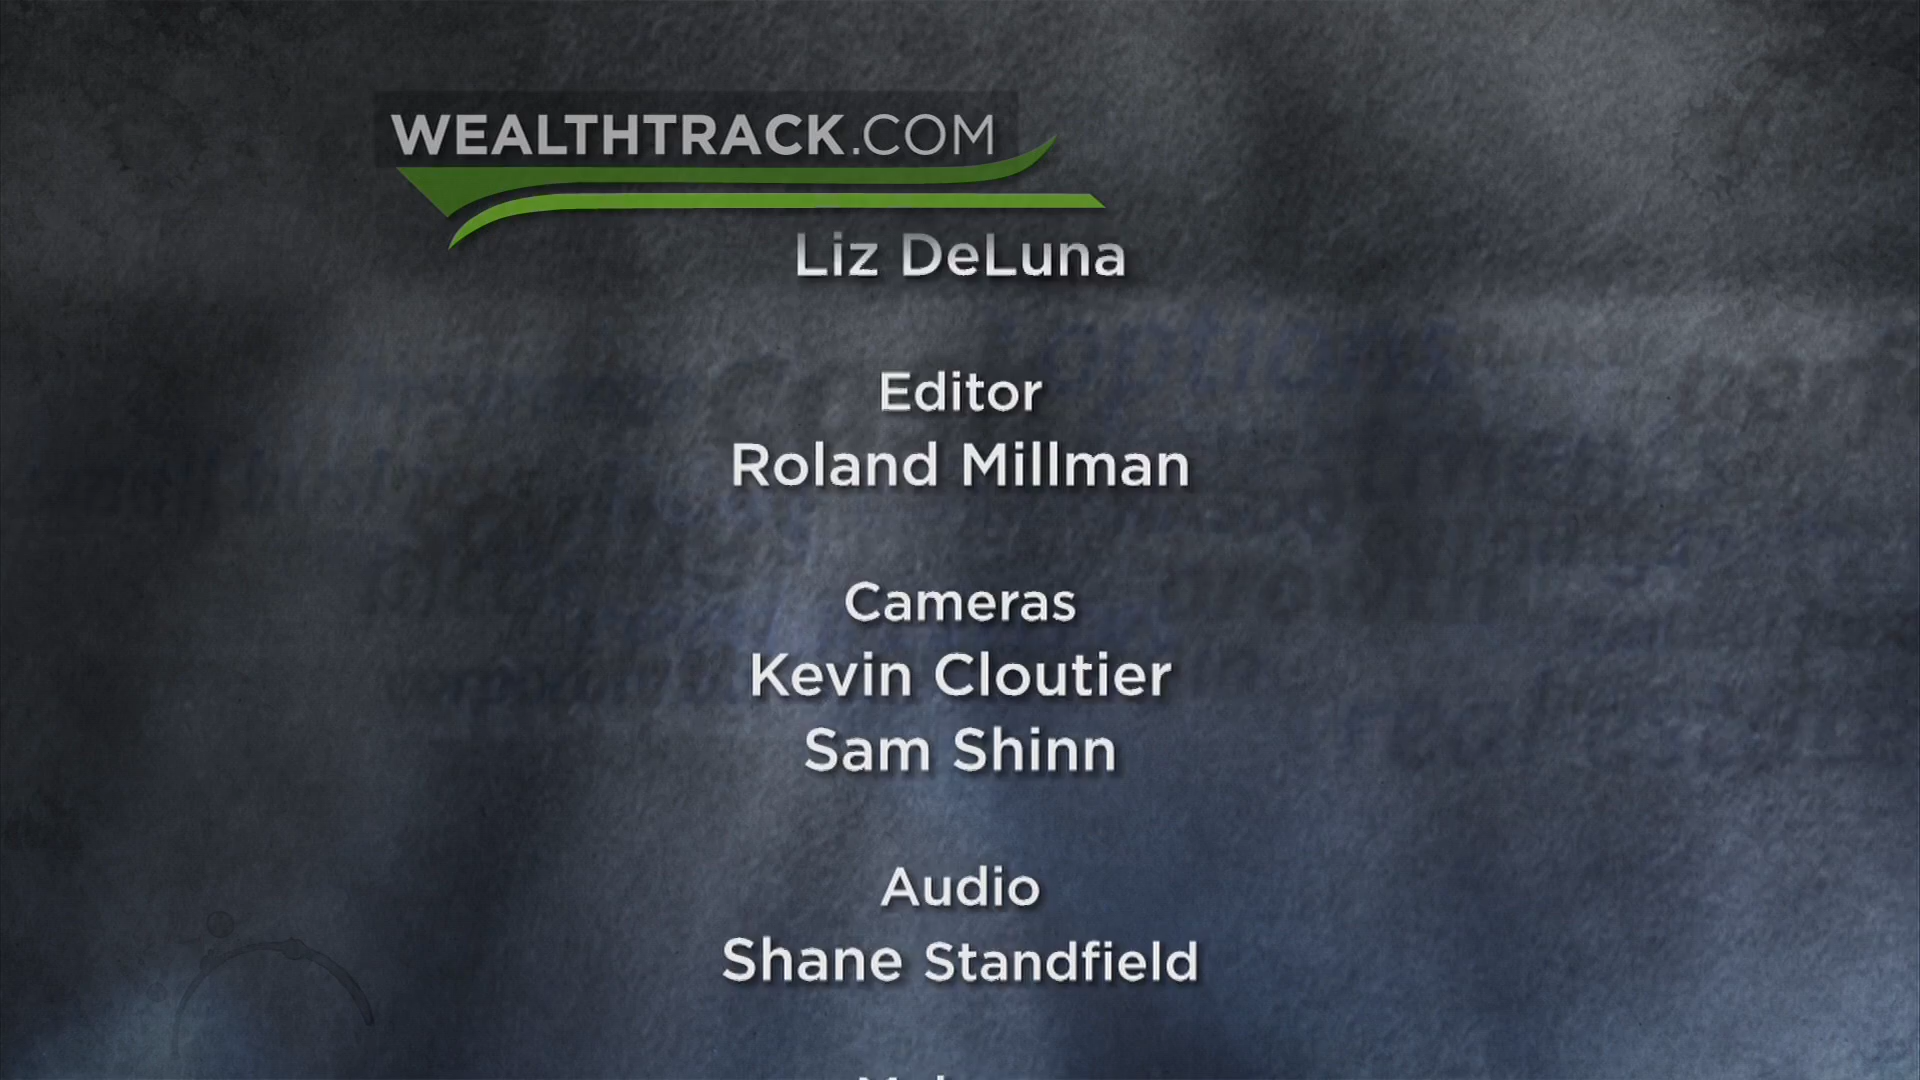 WEALTHTRACK.COM
Liz DeLuna
Editor
Roland Millman
Cameras
Kevin Cloutier
Sam Shinn
Audio
Shane Standfield